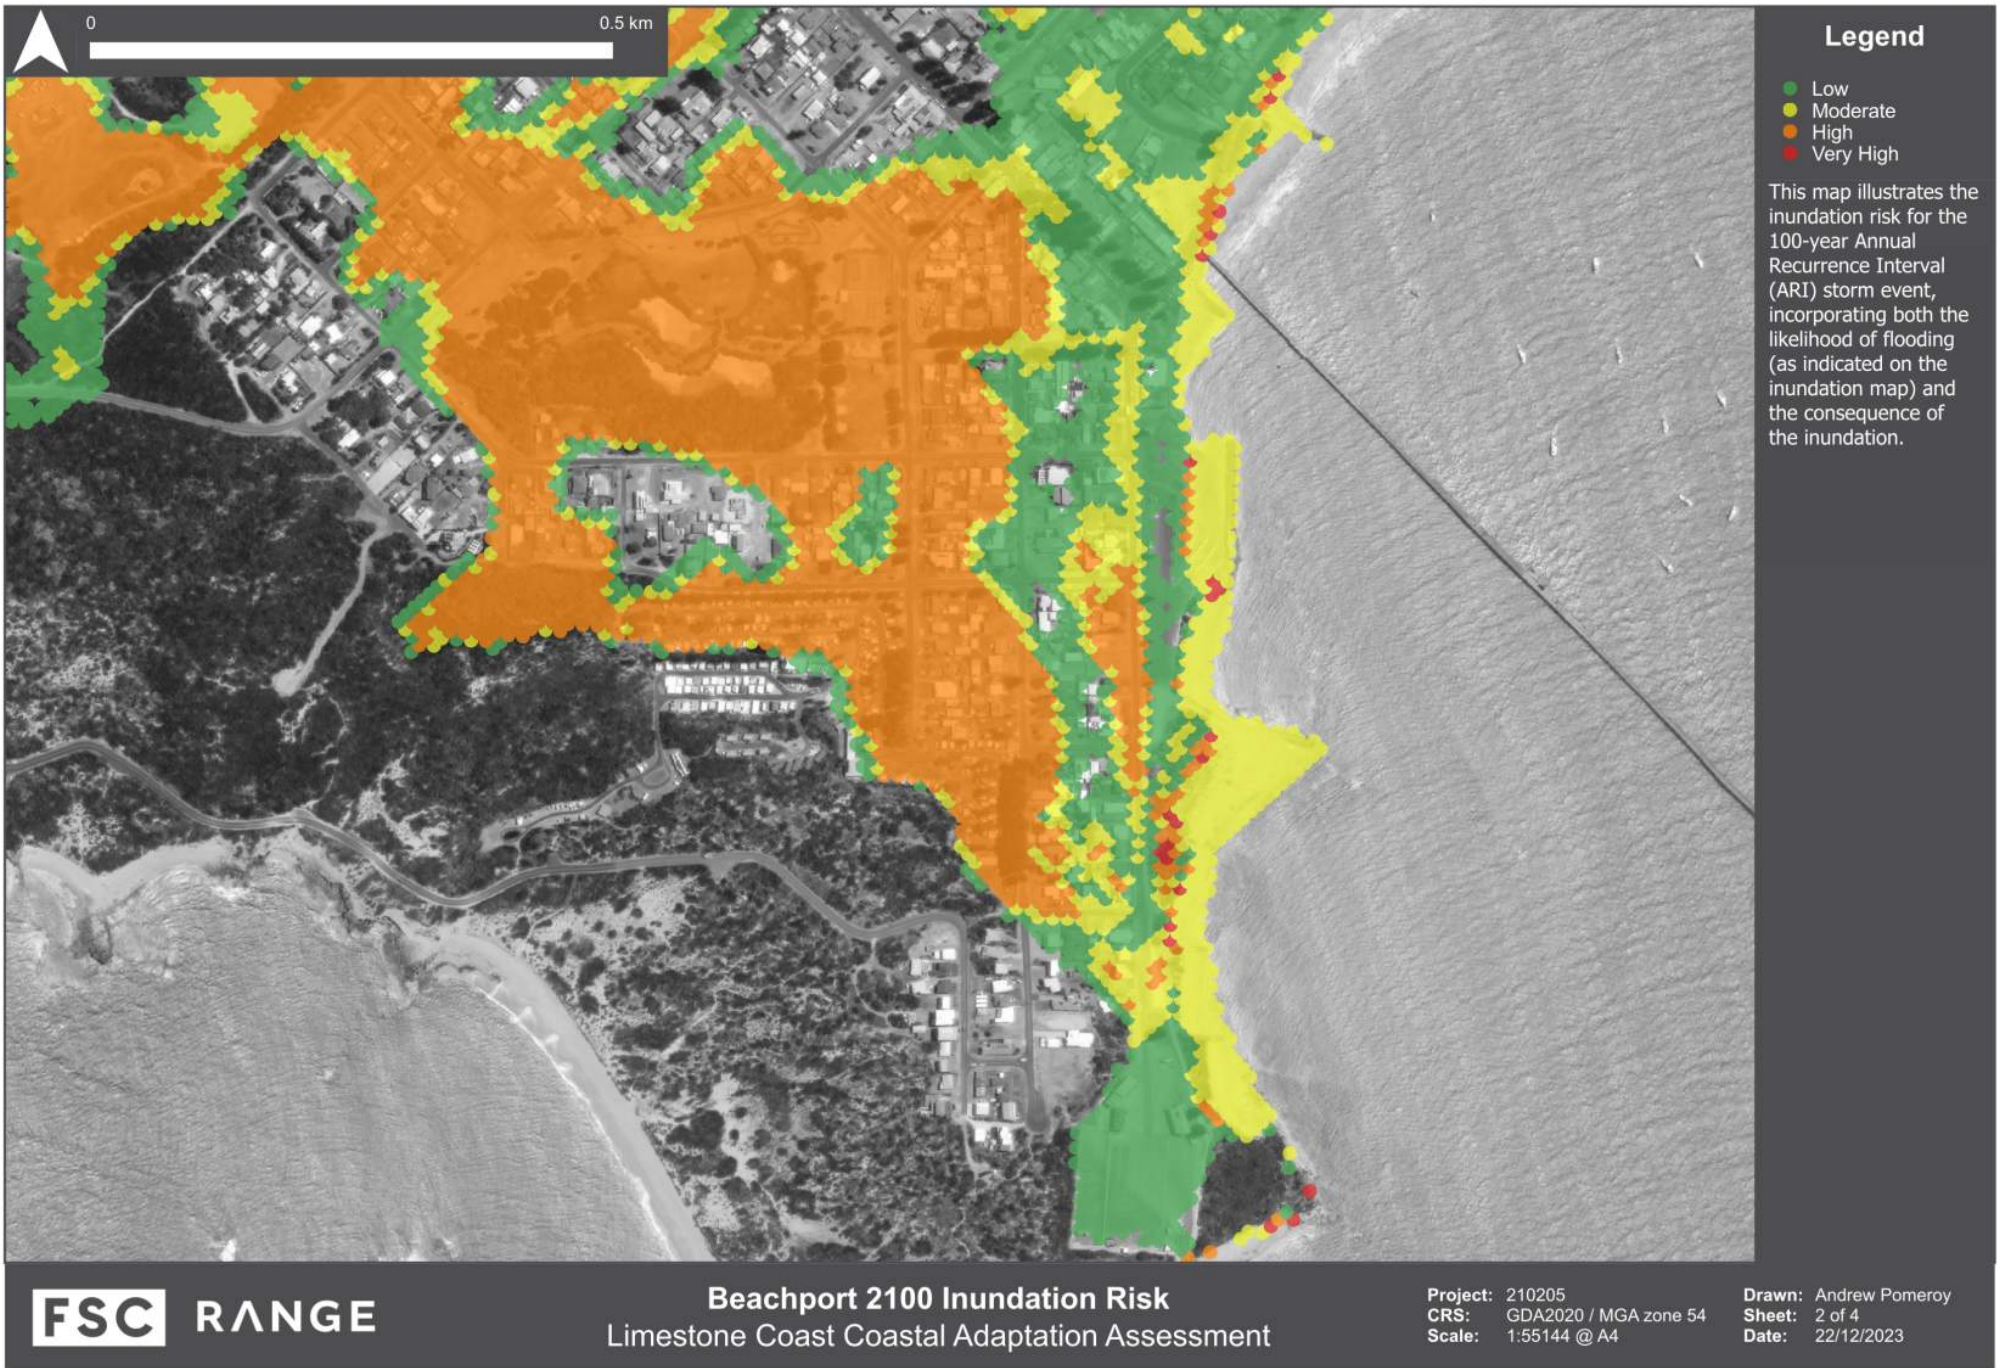 0
0.5 km
Legend
Low
Moderate
High
Very High
This map illustrates the
inundation risk for the
100-year Annual
Recurrence Interval
(ARI) storm event,
incorporating both the
likelihood of flooding
(as indicated on the
inundation map) and
the consequence of
the inundation.
FSC RANGE
Beachport 2100 Inundation Risk
Limestone Coast Coastal Adaptation Assessment
Project: 210205
CRS: GDA2020 / MGA zone 54
Scale: 1:55144 @ A4
Drawn: Andrew Pomeroy
Sheet: 2 of 4
Date: 22/12/2023